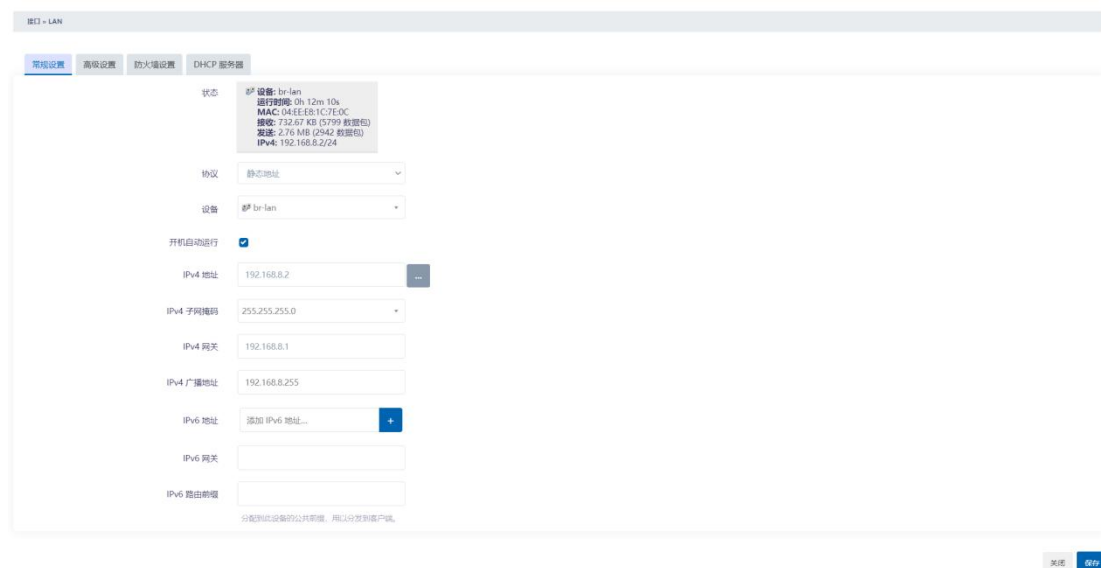 接口 » LAN
常规设置 高级设置 防火墙设置 DHCP 服务器
状态
设备: br-lan
运行时间: 0h 12m 10s
MAC: 04:EE:E8:1C:7E:0C
接收: 732.67 KB (5799 数据包)
发送: 2.76 MB (2942 数据包)
IPv4: 192.168.8.2/24
协议 静态地址
设备 br-lan
开机自动运行
IPv4 地址 192.168.8.2 ...
IPv4 子网掩码 255.255.255.0
IPv4 网关 192.168.8.1
IPv4 广播地址 192.168.8.255
IPv6 地址 添加 IPv6 地址... +
IPv6 网关
IPv6 路由前缀
分配到此设备的公共前缀，用以分发到客户端。
关闭 保存